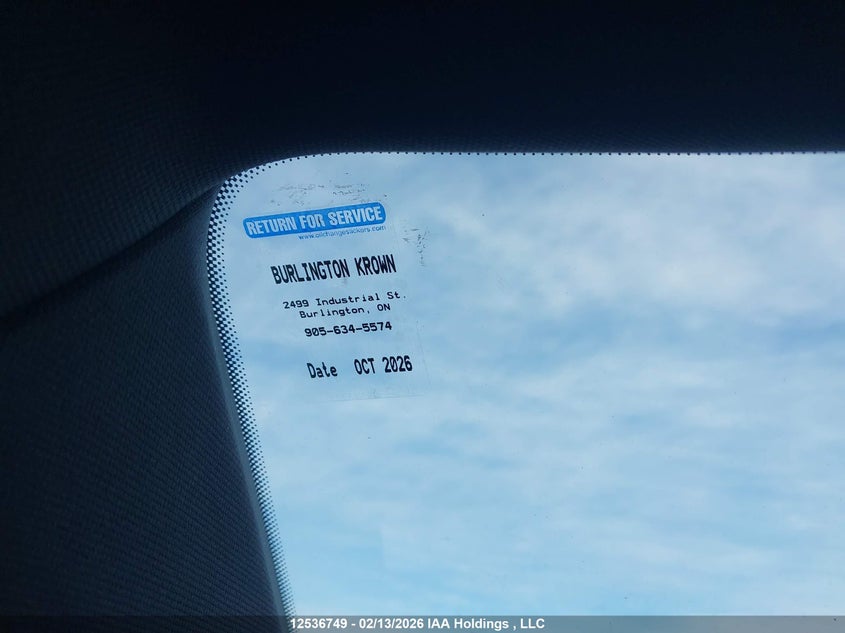 RETURN FOR SERVICE
www.oilchangestickers.com
BURLINGTON KROWN
2499 Industrial St.
Burlington, ON
905-634-5574
Date OCT 2026
12536749 - 02/13/2026 IAA Holdings , LLC